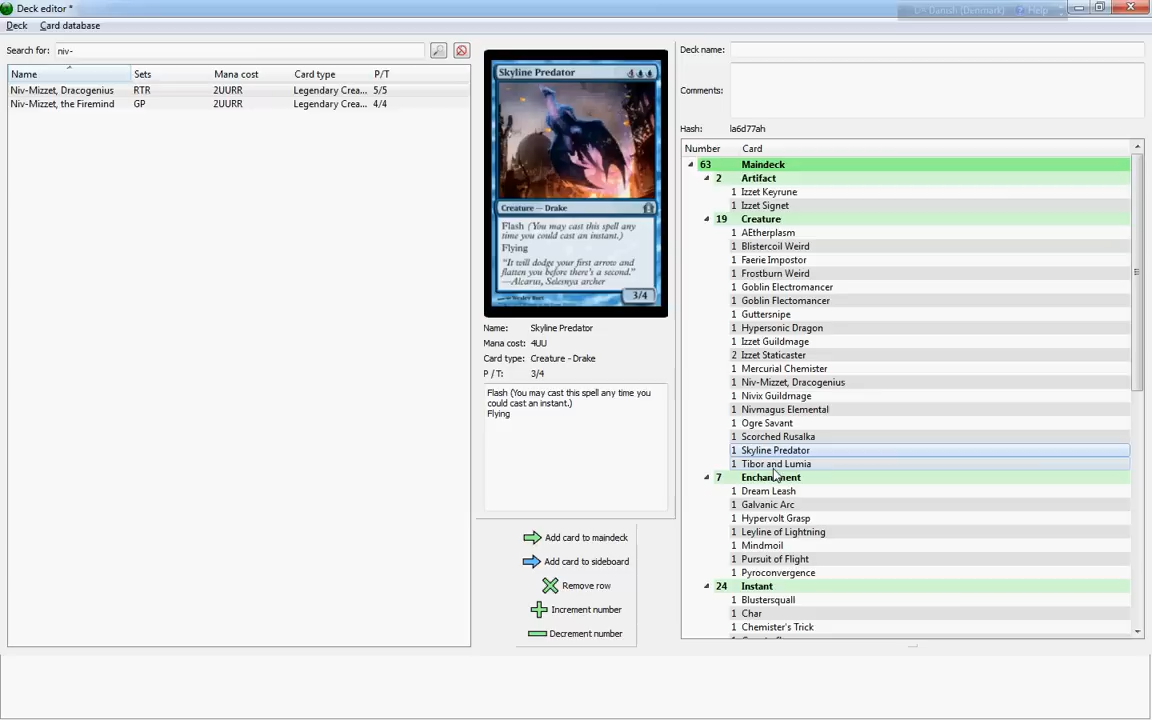 Deck editor *
Danish (Denmark) Help
Deck Card database
Search for: niv-
Name Sets Mana cost Card type P/T
Niv-Mizzet, Dracogenius RTR 2UURR Legendary Crea... 5/5
Niv-Mizzet, the Firemind GP 2UURR Legendary Crea... 4/4
Skyline Predator 4
Creature — Drake
Flash (You may cast this spell any
time you could cast an instant.)
Flying
"It will dodge your first arrow and
flatten you before there's a second."
—Alcarus, Selesnya archer
3/4
Name: Skyline Predator
Mana cost: 4UU
Card type: Creature - Drake
P / T: 3/4
Flash (You may cast this spell any time you
could cast an instant.)
Flying
Add card to maindeck
Add card to sideboard
Remove row
Increment number
Decrement number
Deck name:
Comments:
Hash: la6d77ah
Number Card
63 Maindeck
2 Artifact
1 Izzet Keyrune
1 Izzet Signet
19 Creature
1 AEtherplasm
1 Blistercoil Weird
1 Faerie Impostor
1 Frostburn Weird
1 Goblin Electromancer
1 Goblin Flectomancer
1 Guttersnipe
1 Hypersonic Dragon
1 Izzet Guildmage
2 Izzet Staticaster
1 Mercurial Chemister
1 Niv-Mizzet, Dracogenius
1 Nivix Guildmage
1 Nivmagus Elemental
1 Ogre Savant
1 Scorched Rusalka
1 Skyline Predator
1 Tibor and Lumia
7 Enchantment
1 Dream Leash
1 Galvanic Arc
1 Hypervolt Grasp
1 Leyline of Lightning
1 Mindmoil
1 Pursuit of Flight
1 Pyroconvergence
24 Instant
1 Blustersquall
1 Char
1 Chemister's Trick